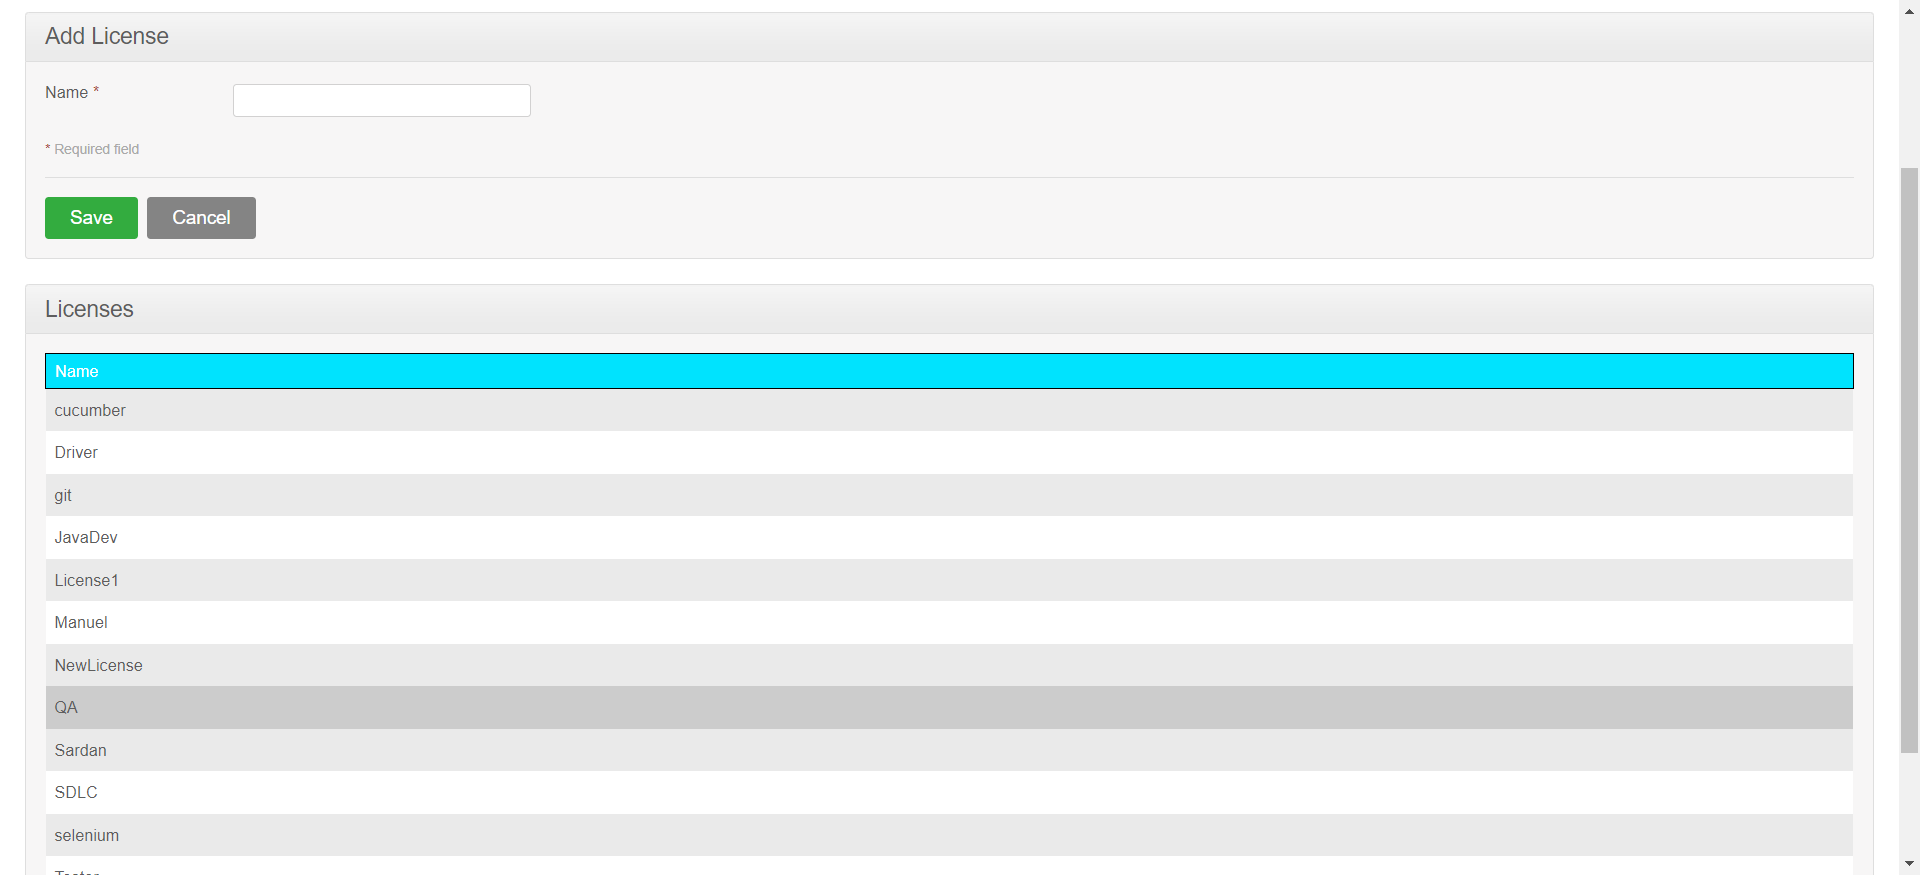 Add License
Name *
* Required field
Save Cancel
Licenses
Name
cucumber
Driver
git
JavaDev
License1
Manuel
NewLicense
QA
Sardan
SDLC
selenium